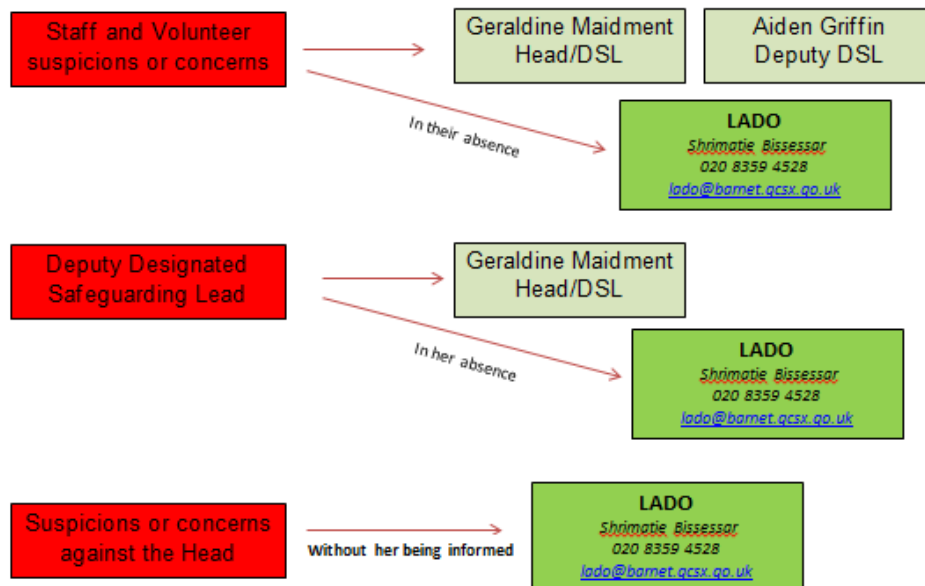 Staff and Volunteer
suspicions or concerns
Geraldine Maidment
Head/DSL
Aiden Griffin
Deputy DSL
In their absence
LADO
Shrimatie Bissessar
020 8359 4528
lado@barnet.gcsx.go.uk
Deputy Designated
Safeguarding Lead
Geraldine Maidment
Head/DSL
In her absence
LADO
Shrimatie Bissessar
020 8359 4528
lado@barnet.gcsx.go.uk
Suspicions or concerns
against the Head
Without her being informed
LADO
Shrimatie Bissessar
020 8359 4528
lado@barnet.gcsx.go.uk